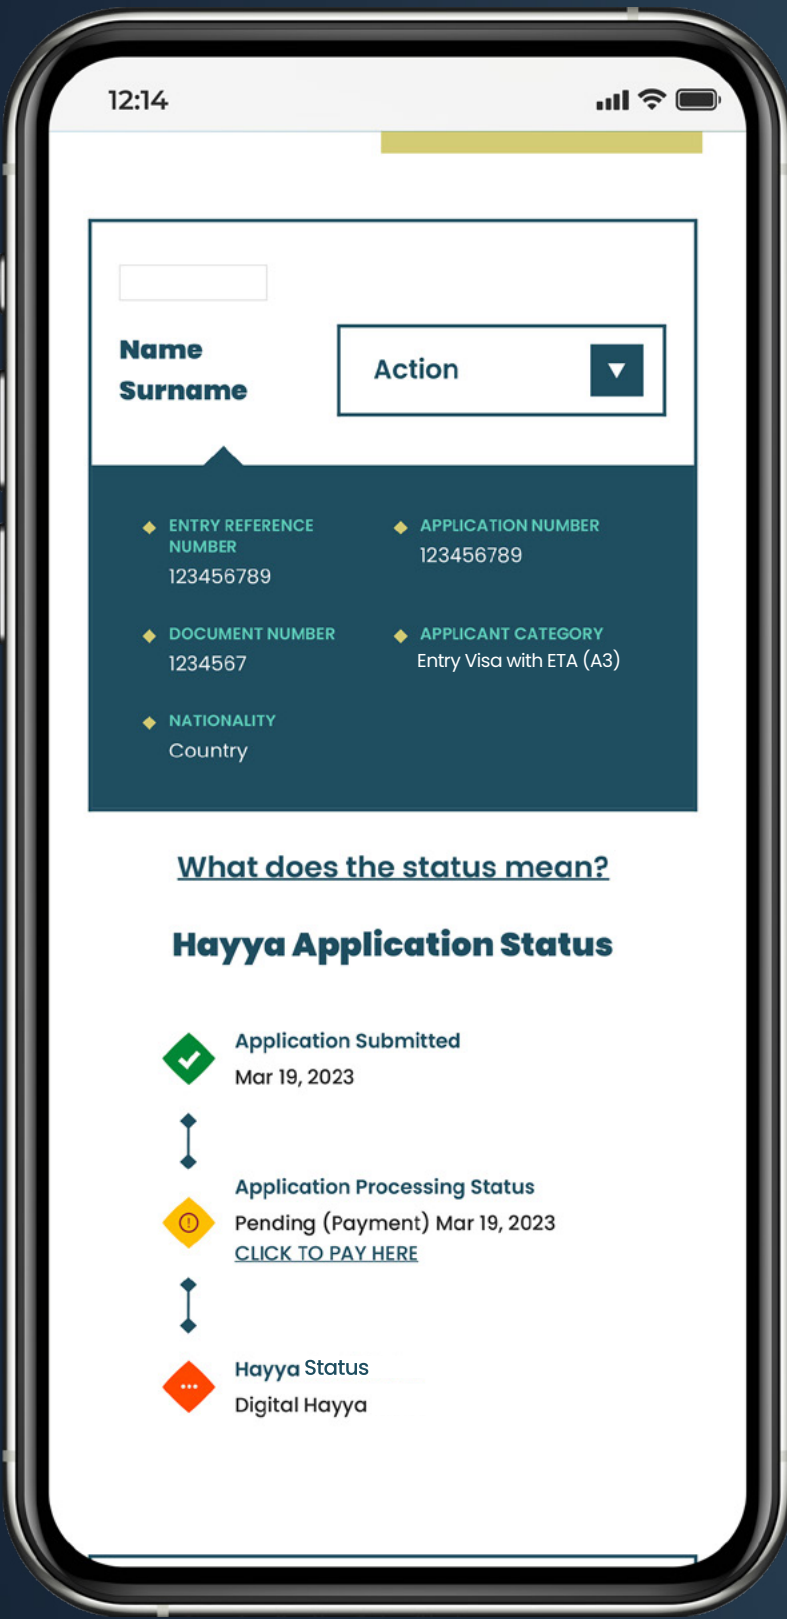 12:14
Name
Surname
Action
ENTRY REFERENCE
NUMBER
123456789
APPLICATION NUMBER
123456789
DOCUMENT NUMBER
1234567
APPLICANT CATEGORY
Entry Visa with ETA (A3)
NATIONALITY
Country
What does the status mean?
Hayya Application Status
Application Submitted
Mar 19, 2023
Application Processing Status
Pending (Payment) Mar 19, 2023
CLICK TO PAY HERE
Hayya Status
Digital Hayya